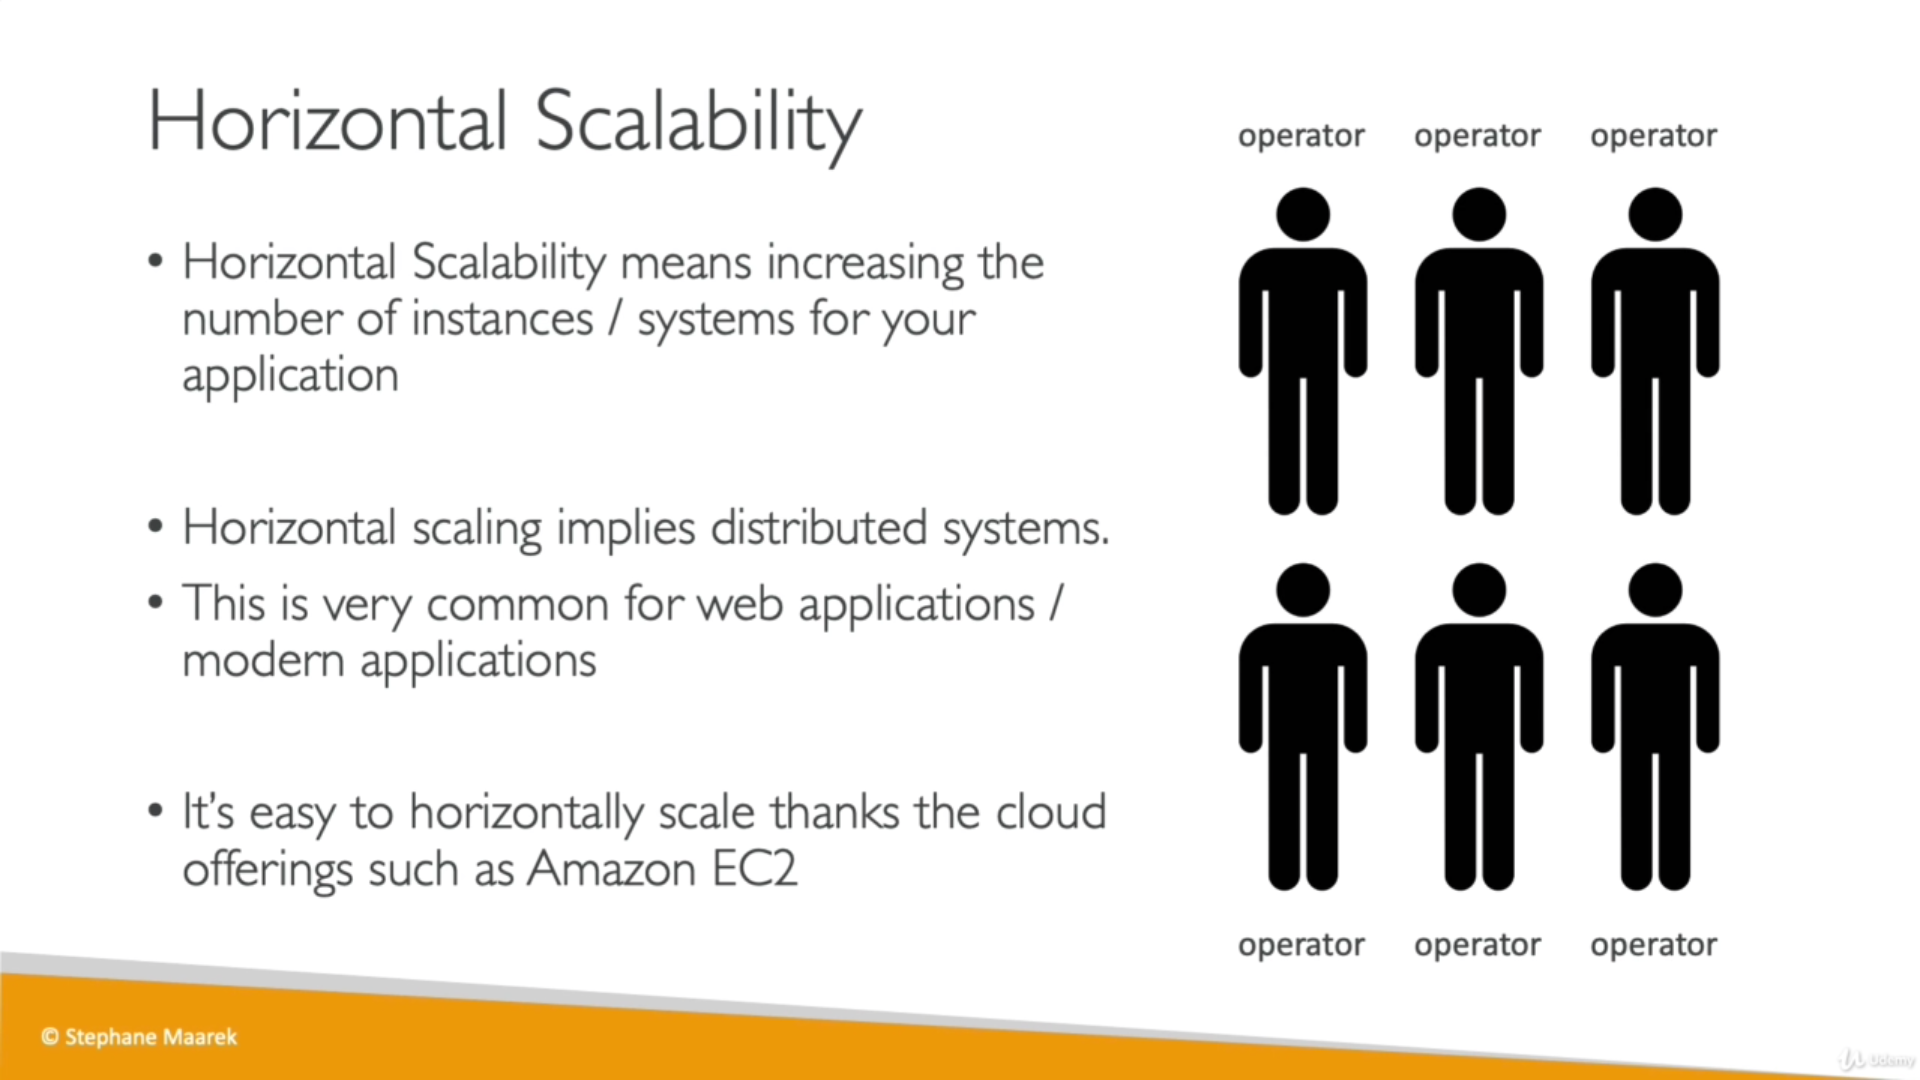 Horizontal Scalability
• Horizontal Scalability means increasing the
number of instances / systems for your
application
• Horizontal scaling implies distributed systems.
• This is very common for web applications /
modern applications
• It’s easy to horizontally scale thanks the cloud
offerings such as Amazon EC2
operator operator operator
operator operator operator
© Stephane Maarek
Udemy